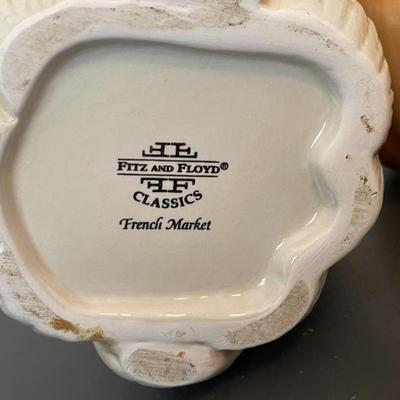 FITZ AND FLOYD®
CLASSICS
French Market